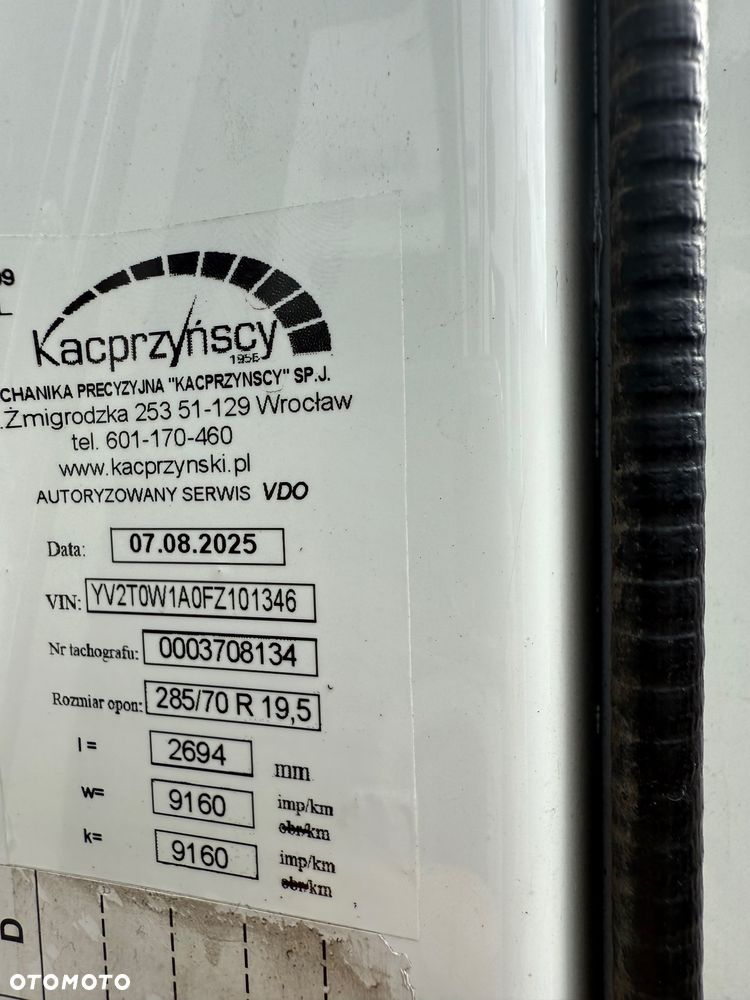 09
L
Kacprzyńscy
1956
CHANIKA PRECYZYJNA "KACPRZYNSCY" SP.J.
.Żmigrodzka 253 51-129 Wrocław
tel. 601-170-460
www.kacprzynski.pl
AUTORYZOWANY SERWIS VDO
Data: 07.08.2025
VIN: YV2T0W1A0FZ101346
Nr tachografu: 0003708134
Rozmiar opon: 285/70 R 19,5
l = 2694 mm
w= 9160 imp/km
obr/km
k= 9160 imp/km
obr/km
D
OTOMOTO